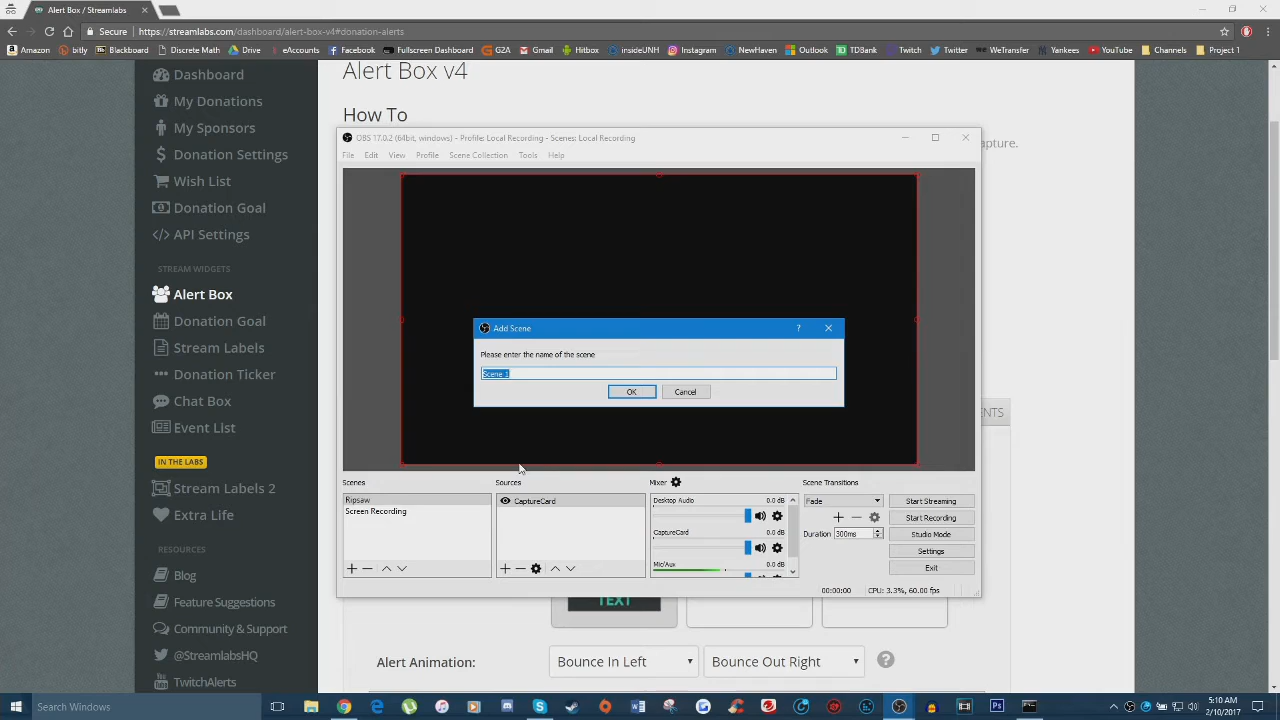 Alert Box / Streamlabs
Secure https://streamlabs.com/dashboard/alert-box-v4#donation-alerts
Amazon bitly Blackboard Discrete Math Drive eAccounts Facebook Fullscreen Dashboard GZA Gmail Hitbox insideUNH Instagram NewHaven Outlook TDBank Twitch Twitter WeTransfer Yankees YouTube Channels Project 1
Dashboard
My Donations
My Sponsors
Donation Settings
Wish List
Donation Goal
API Settings
STREAM WIDGETS
Alert Box
Donation Goal
Stream Labels
Donation Ticker
Chat Box
Event List
IN THE LABS
Stream Labels 2
Extra Life
RESOURCES
Blog
Feature Suggestions
Community & Support
@StreamlabsHQ
TwitchAlerts
Alert Box v4
How To
apture.
OBS 17.0.2 (64bit, windows) - Profile: Local Recording - Scenes: Local Recording
File Edit View Profile Scene Collection Tools Help
Add Scene
Please enter the name of the scene
Scene 1
OK Cancel
ENTS
Scenes
Ripsaw
Screen Recording
Sources
CaptureCard
Mixer
Desktop Audio 0.0 dB
CaptureCard 0.0 dB
Mic/Aux 0.0 dB
Scene Transitions
Fade
Duration 300ms
Start Streaming
Start Recording
Studio Mode
Settings
Exit
00:00:00 CPU: 3.3%, 60.00 fps
TEXT
Alert Animation: Bounce In Left Bounce Out Right
Search Windows
5:10 AM
2/10/2017